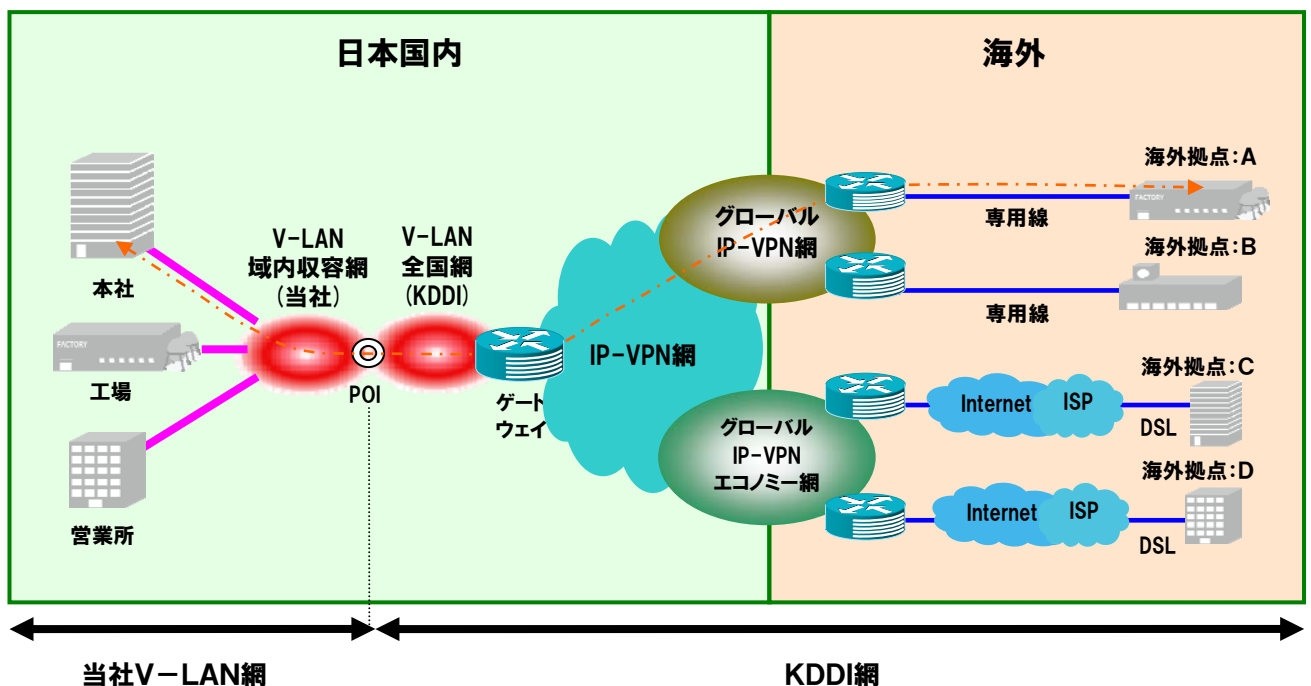 日本国内
海外
本社
工場
営業所
FACTORY
V-LAN
域内収容網
(当社)
V-LAN
全国網
(KDDI)
POI
ゲート
ウェイ
IP-VPN網
グローバル
IP-VPN網
グローバル
IP-VPN
エコノミー網
海外拠点:A
FACTORY
専用線
海外拠点:B
専用線
海外拠点:C
Internet
ISP
DSL
海外拠点:D
Internet
ISP
DSL
当社V-LAN網
KDDI網